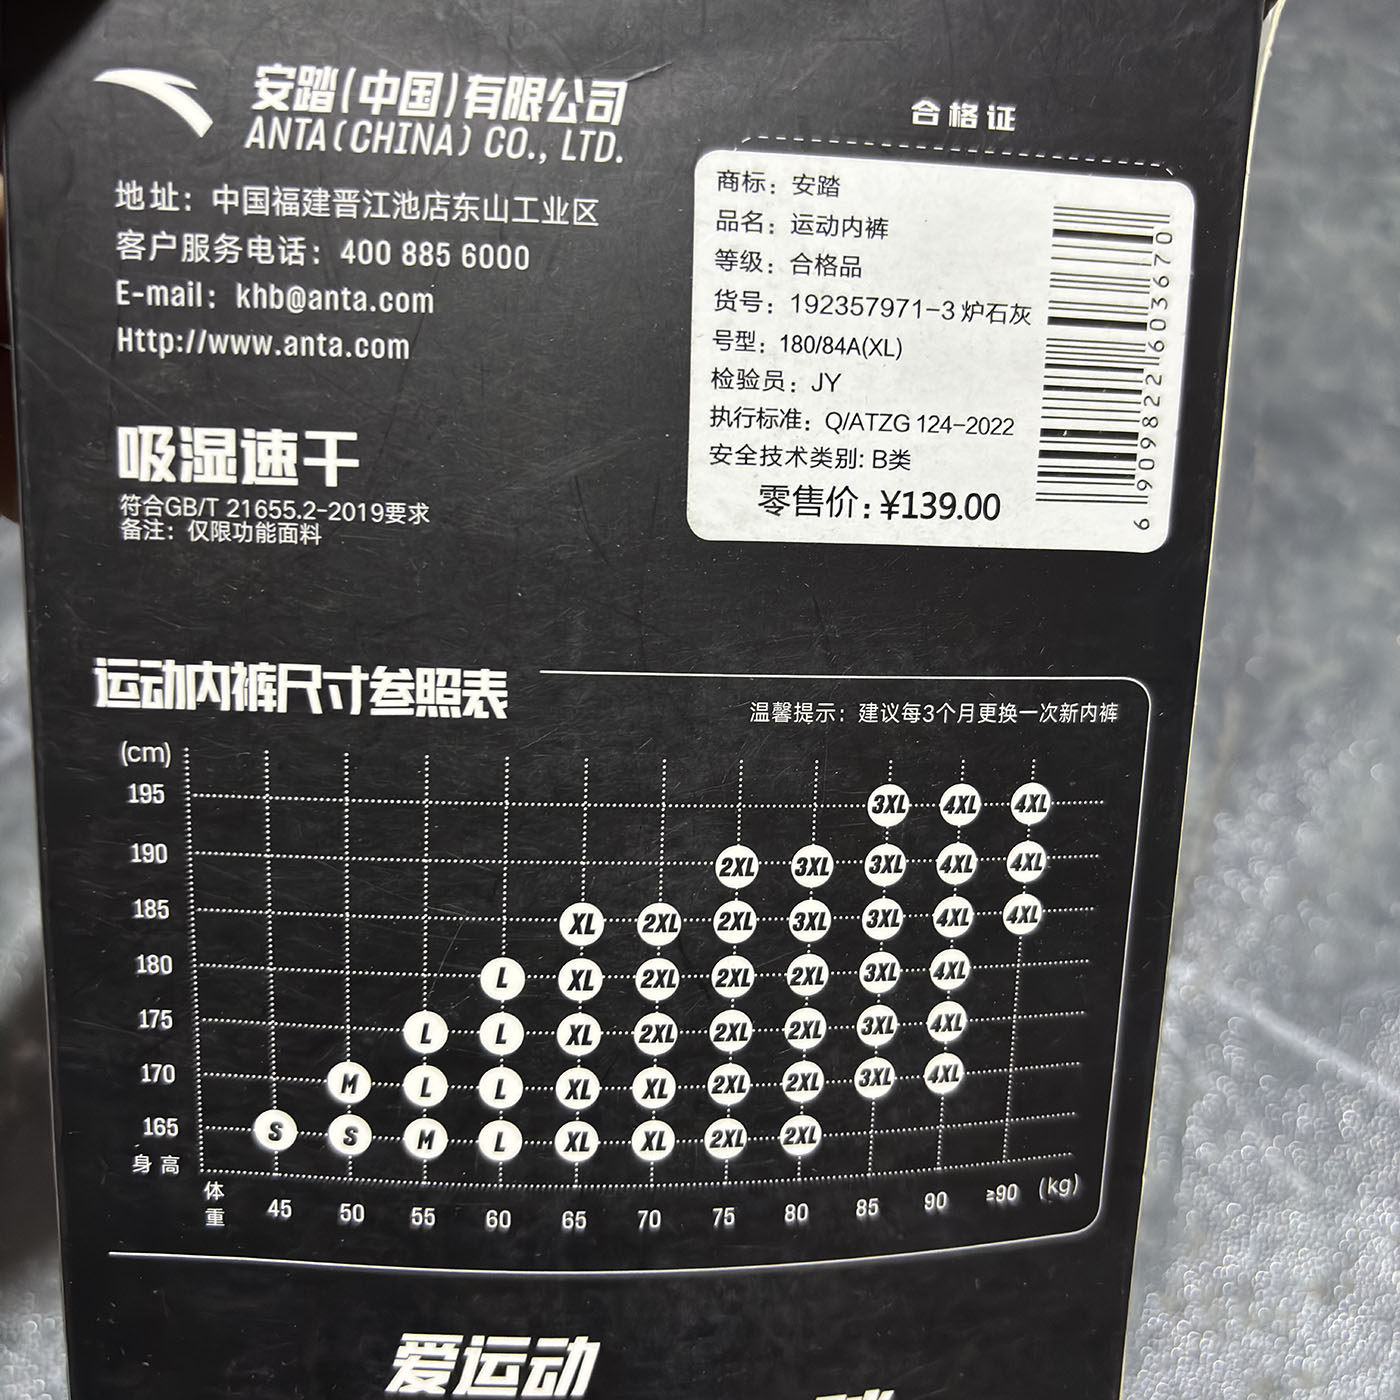 安踏(中国)有限公司
ANTA(CHINA) CO., LTD.
地址：中国福建晋江池店东山工业区
客户服务电话：400 885 6000
E-mail：khb@anta.com
Http://www.anta.com
吸湿速干
符合GB/T 21655.2-2019要求
备注：仅限功能面料
合格证
商标：安踏
品名：运动内裤
等级：合格品
货号：192357971-3 炉石灰
号型：180/84A(XL)
检验员：JY
执行标准：Q/ATZG 124-2022
安全技术类别: B类
零售价：¥139.00
6 909822 603670
运动内裤尺寸参照表
温馨提示：建议每3个月更换一次新内裤
(cm)
195 3XL 4XL 4XL
190 2XL 3XL 3XL 4XL 4XL
185 XL 2XL 2XL 3XL 3XL 4XL 4XL
180 L XL 2XL 2XL 2XL 3XL 4XL
175 L L XL 2XL 2XL 2XL 3XL 4XL
170 M L L XL XL 2XL 2XL 3XL 4XL
165 S S M L XL XL 2XL 2XL
身高
体重 45 50 55 60 65 70 75 80 85 90 ≥90 (kg)
爱运动